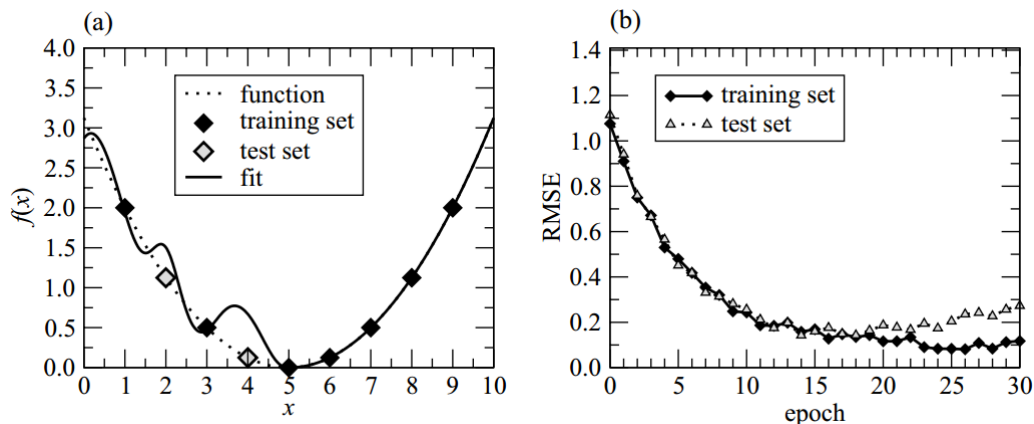 (a)
4.0
3.5
3.0
2.5
2.0
1.5
1.0
0.5
0.0
f(x)
function
training set
test set
fit
0 1 2 3 4 5 6 7 8 9 10
x
(b)
1.4
1.2
1.0
0.8
0.6
0.4
0.2
0.0
RMSE
training set
test set
0 5 10 15 20 25 30
epoch